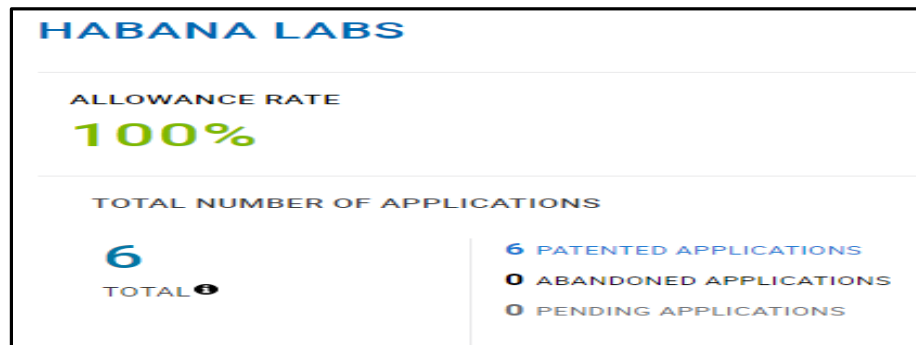 HABANA LABS
ALLOWANCE RATE
100%
TOTAL NUMBER OF APPLICATIONS
6
TOTAL
6 PATENTED APPLICATIONS
0 ABANDONED APPLICATIONS
0 PENDING APPLICATIONS